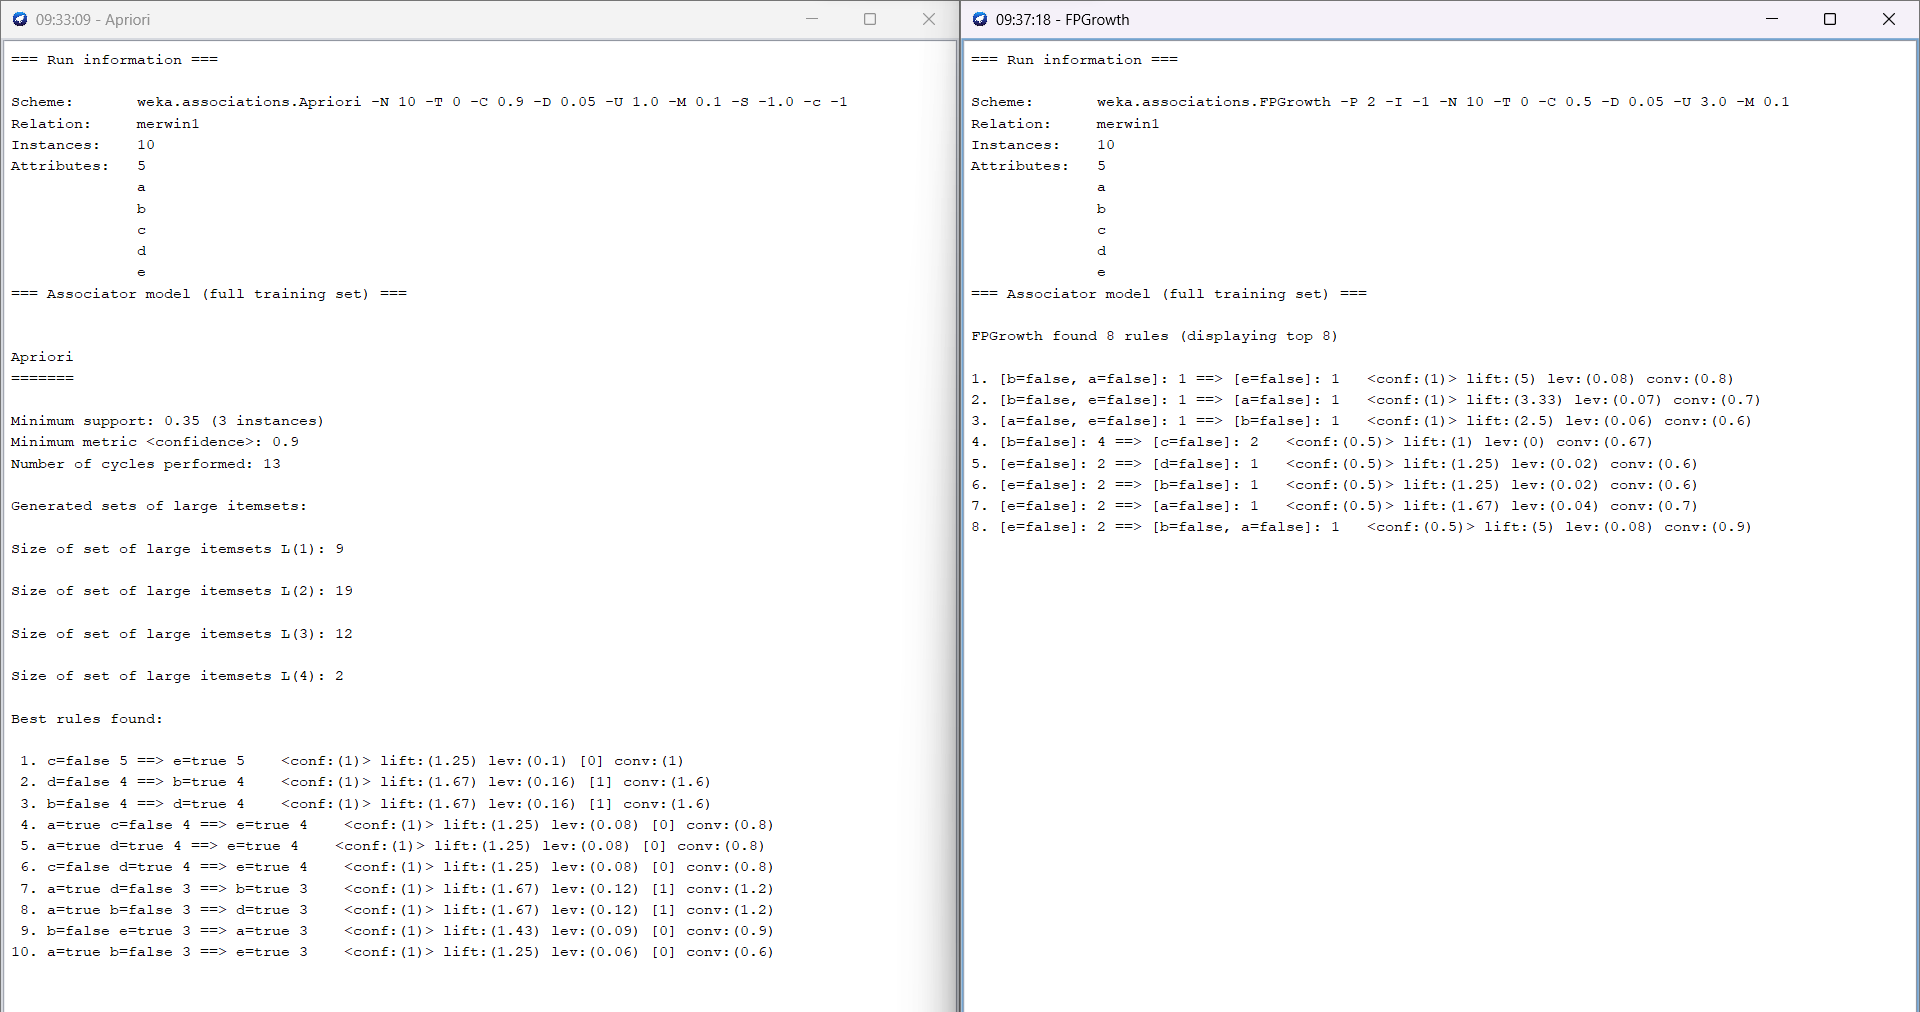 09:33:09 - Apriori
=== Run information ===
Scheme: weka.associations.Apriori -N 10 -T 0 -C 0.9 -D 0.05 -U 1.0 -M 0.1 -S -1.0 -c -1
Relation: merwin1
Instances: 10
Attributes: 5
a
b
c
d
e
=== Associator model (full training set) ===
Apriori
=======
Minimum support: 0.35 (3 instances)
Minimum metric <confidence>: 0.9
Number of cycles performed: 13
Generated sets of large itemsets:
Size of set of large itemsets L(1): 9
Size of set of large itemsets L(2): 19
Size of set of large itemsets L(3): 12
Size of set of large itemsets L(4): 2
Best rules found:
1. c=false 5 ==> e=true 5 <conf:(1)> lift:(1.25) lev:(0.1) [0] conv:(1)
2. d=false 4 ==> b=true 4 <conf:(1)> lift:(1.67) lev:(0.16) [1] conv:(1.6)
3. b=false 4 ==> d=true 4 <conf:(1)> lift:(1.67) lev:(0.16) [1] conv:(1.6)
4. a=true c=false 4 ==> e=true 4 <conf:(1)> lift:(1.25) lev:(0.08) [0] conv:(0.8)
5. a=true d=true 4 ==> e=true 4 <conf:(1)> lift:(1.25) lev:(0.08) [0] conv:(0.8)
6. c=false d=true 4 ==> e=true 4 <conf:(1)> lift:(1.25) lev:(0.08) [0] conv:(0.8)
7. a=true d=false 3 ==> b=true 3 <conf:(1)> lift:(1.67) lev:(0.12) [1] conv:(1.2)
8. a=true b=false 3 ==> d=true 3 <conf:(1)> lift:(1.67) lev:(0.12) [1] conv:(1.2)
9. b=false e=true 3 ==> a=true 3 <conf:(1)> lift:(1.43) lev:(0.09) [0] conv:(0.9)
10. a=true b=false 3 ==> e=true 3 <conf:(1)> lift:(1.25) lev:(0.06) [0] conv:(0.6)
09:37:18 - FPGrowth
=== Run information ===
Scheme: weka.associations.FPGrowth -P 2 -I -1 -N 10 -T 0 -C 0.5 -D 0.05 -U 3.0 -M 0.1
Relation: merwin1
Instances: 10
Attributes: 5
a
b
c
d
e
=== Associator model (full training set) ===
FPGrowth found 8 rules (displaying top 8)
1. [b=false, a=false]: 1 ==> [e=false]: 1 <conf:(1)> lift:(5) lev:(0.08) conv:(0.8)
2. [b=false, e=false]: 1 ==> [a=false]: 1 <conf:(1)> lift:(3.33) lev:(0.07) conv:(0.7)
3. [a=false, e=false]: 1 ==> [b=false]: 1 <conf:(1)> lift:(2.5) lev:(0.06) conv:(0.6)
4. [b=false]: 4 ==> [c=false]: 2 <conf:(0.5)> lift:(1) lev:(0) conv:(0.67)
5. [e=false]: 2 ==> [d=false]: 1 <conf:(0.5)> lift:(1.25) lev:(0.02) conv:(0.6)
6. [e=false]: 2 ==> [b=false]: 1 <conf:(0.5)> lift:(1.25) lev:(0.02) conv:(0.6)
7. [e=false]: 2 ==> [a=false]: 1 <conf:(0.5)> lift:(1.67) lev:(0.04) conv:(0.7)
8. [e=false]: 2 ==> [b=false, a=false]: 1 <conf:(0.5)> lift:(5) lev:(0.08) conv:(0.9)